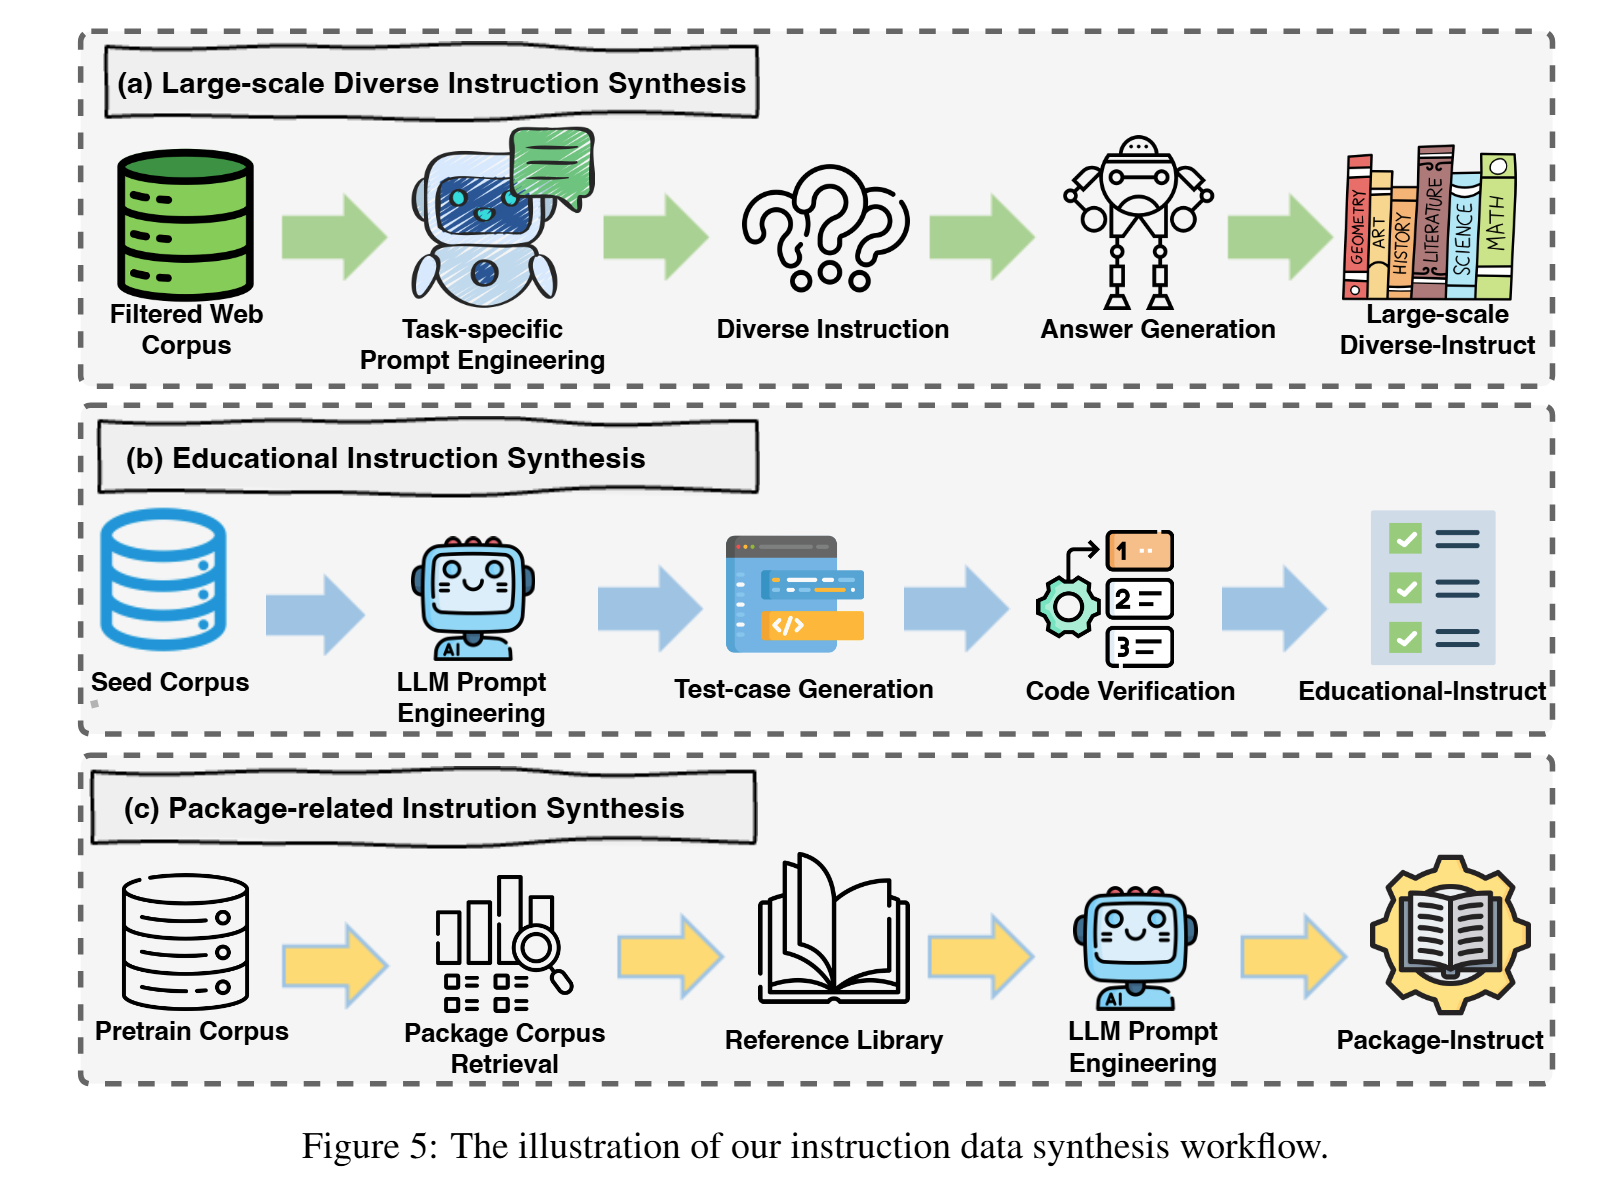 (a) Large-scale Diverse Instruction Synthesis
GEOMETRY
ART
HISTORY
LITERATURE
SCIENCE
MATH
Filtered Web
Corpus
Task-specific
Prompt Engineering
Diverse Instruction
Answer Generation
Large-scale
Diverse-Instruct
(b) Educational Instruction Synthesis
AI
</>
1
2
3
Seed Corpus
LLM Prompt
Engineering
Test-case Generation
Code Verification
Educational-Instruct
(c) Package-related Instrution Synthesis
AI
Pretrain Corpus
Package Corpus
Retrieval
Reference Library
LLM Prompt
Engineering
Package-Instruct
Figure 5: The illustration of our instruction data synthesis workflow.